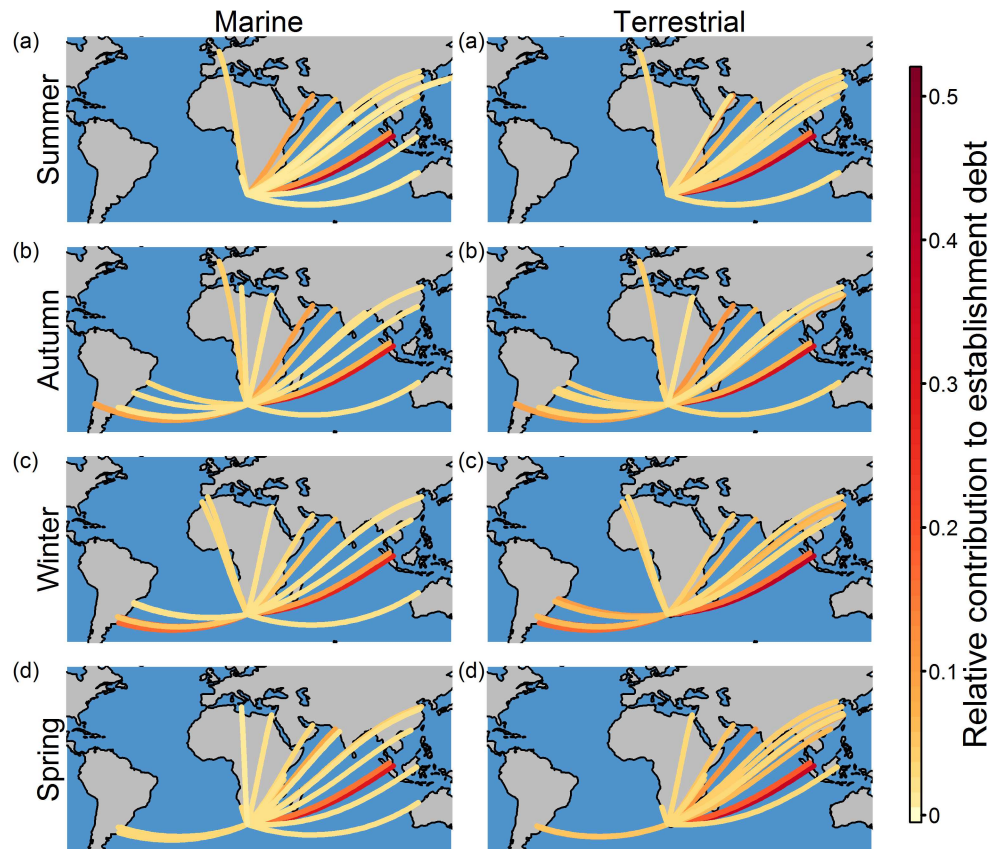 Marine
Terrestrial
(a)
(a)
Summer
(b)
(b)
Autumn
(c)
(c)
Winter
(d)
(d)
Spring
0.5
0.4
0.3
0.2
0.1
0
Relative contribution to establishment debt